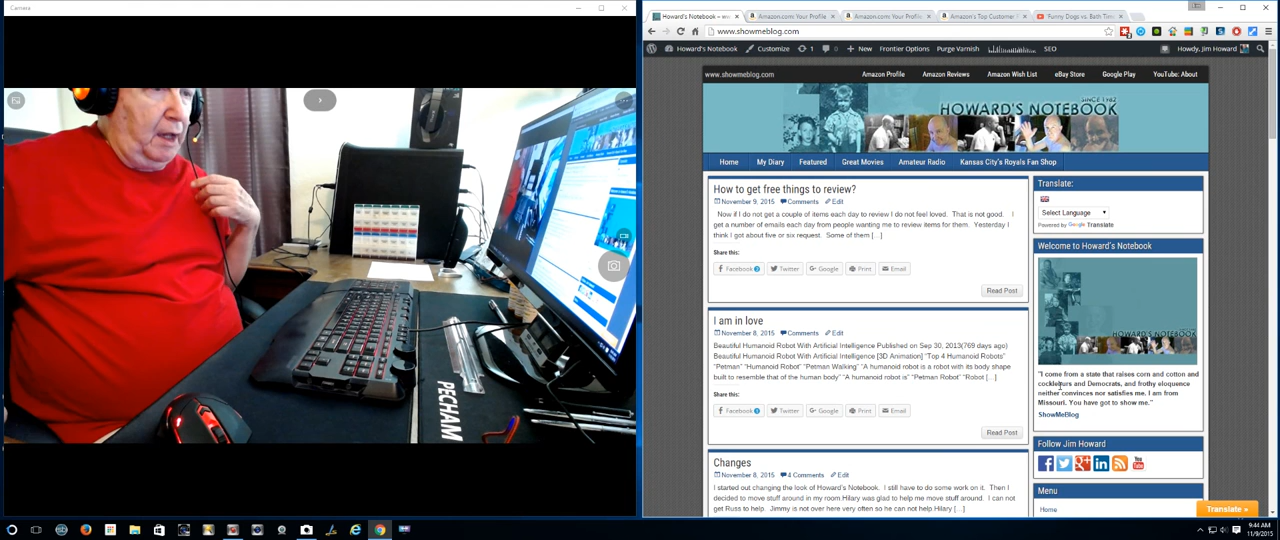 Camera
Howard's Notebook – ew
Amazon.com: Your Profile
Amazon.com: Your Profile
Amazon's Top Customer
"Funny Dogs vs. Bath Time
www.showmeblog.com
Howard's Notebook
Customize
1
0
New
Frontier Options
Purge Varnish
SEO
Howdy, Jim Howard
www.showmeblog.com
Amazon Profile
Amazon Reviews
Amazon Wish List
eBay Store
Google Play
YouTube: About
SINCE 1982
HOWARD'S NOTEBOOK
Home
My Diary
Featured
Great Movies
Amateur Radio
Kansas City's Royals Fan Shop
How to get free things to review?
November 9, 2015 Comments Edit
Now if I do not get a couple of items each day to review I do not feel loved. That is not good. I
get a number of emails each day from people wanting me to review items for them. Yesterday I
think I got about five or six request. Some of them [...]
Share this:
Facebook 3 Twitter Google Print Email
Read Post
I am in love
November 8, 2015 Comments Edit
Beautiful Humanoid Robot With Artificial Intelligence Published on Sep 30, 2013(769 days ago)
Beautiful Humanoid Robot With Artificial Intelligence [3D Animation] "Top 4 Humanoid Robots"
"Petman" "Humanoid Robot" "Petman Walking" "A humanoid robot is a robot with its body shape
built to resemble that of the human body" "A humanoid robot is" "Petman Robot" "Robot [...]
Share this:
Facebook 1 Twitter Google Print Email
Read Post
Changes
November 8, 2015 4 Comments Edit
I started out changing the look of Howard's Notebook. I still have to do some work on it. Then I
decided to move stuff around in my room.Hilary was glad to help me move stuff around. I can not
get Russ to help. Jimmy is not over here very often so he can not help Hilary [...]
Translate:
Select Language
Powered by Google Translate
Welcome to Howard's Notebook
HOWARD'S NOTEBOOK
"I come from a state that raises corn and cotton and
cockleburs and Democrats, and frothy eloquence
neither convinces nor satisfies me. I am from
Missouri. You have got to show me."
ShowMeBlog
Follow Jim Howard
You
Tube
Menu
Home
Translate »
PECHAM
9:44 AM
11/9/2015